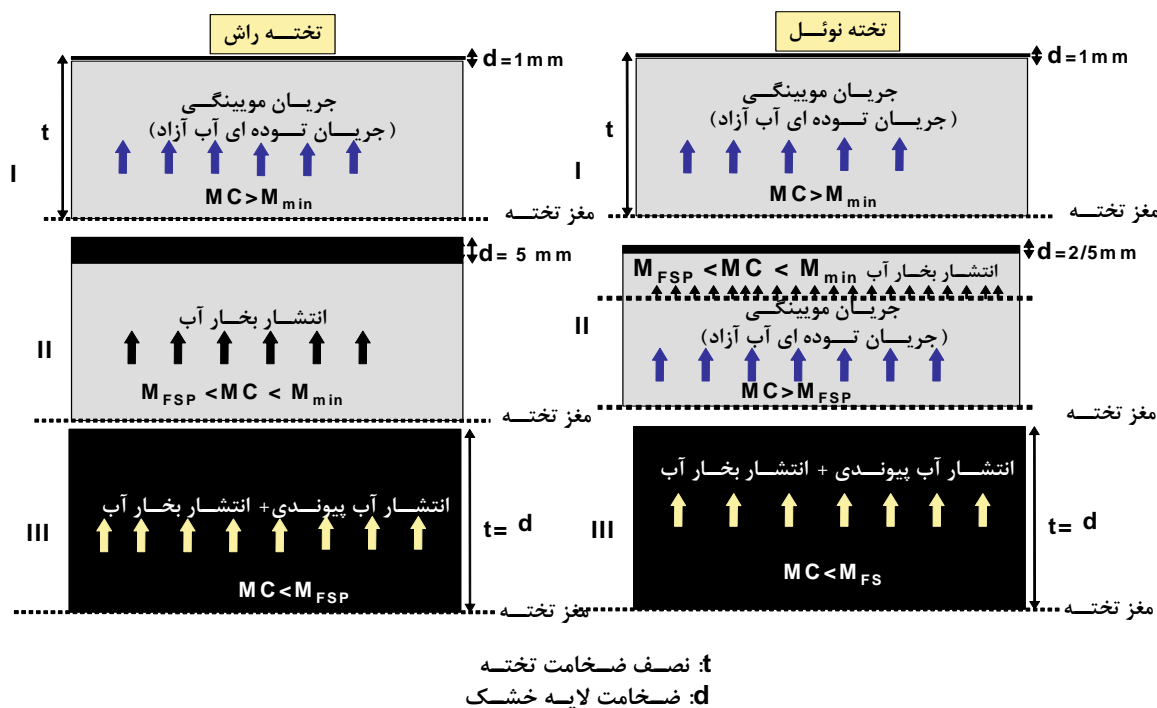 تخته راش
تخته نوئل
d=1mm
جریان مویینگی
(جریان توده ای آب آزاد)
t
I
MC>Mmin
مغز تخته
d=1mm
جریان مویینگی
(جریان توده ای آب آزاد)
t
I
MC>Mmin
مغز تخته
d= 5 mm
انتشار بخار آب
II
MFSP <MC < Mmin
مغز تخته
d=2/5mm
MFSP <MC < Mmin انتشار بخار آب
جریان مویینگی
II
(جریان توده ای آب آزاد)
MC>MFSP
مغز تخته
انتشار آب پیوندی+ انتشار بخار آب
III
t= d
MC<MFSP
مغز تخته
انتشار آب پیوندی + انتشار بخار آب
III
t= d
MC<MFS
مغز تخته
t: نصف ضخامت تخته
d: ضخامت لایه خشک